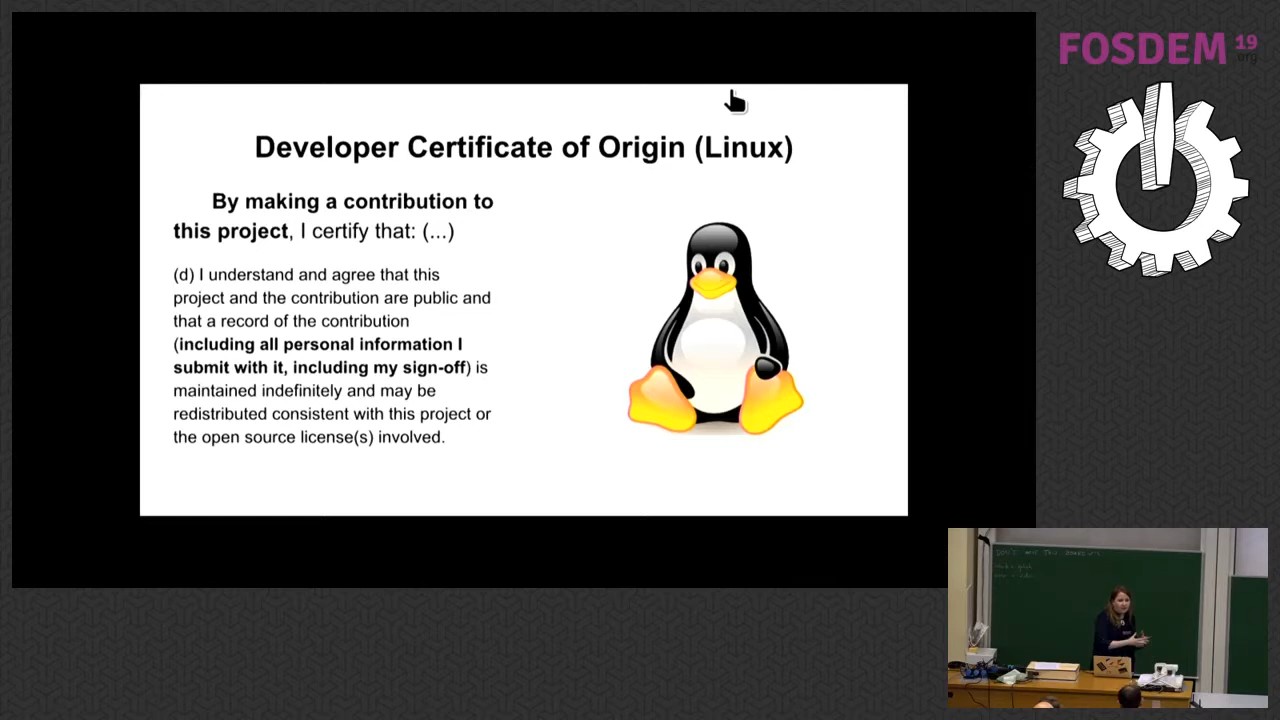 FOSDEM 19
.org
Developer Certificate of Origin (Linux)
By making a contribution to
this project, I certify that: (...)
(d) I understand and agree that this
project and the contribution are public and
that a record of the contribution
(including all personal information I
submit with it, including my sign-off) is
maintained indefinitely and may be
redistributed consistent with this project or
the open source license(s) involved.